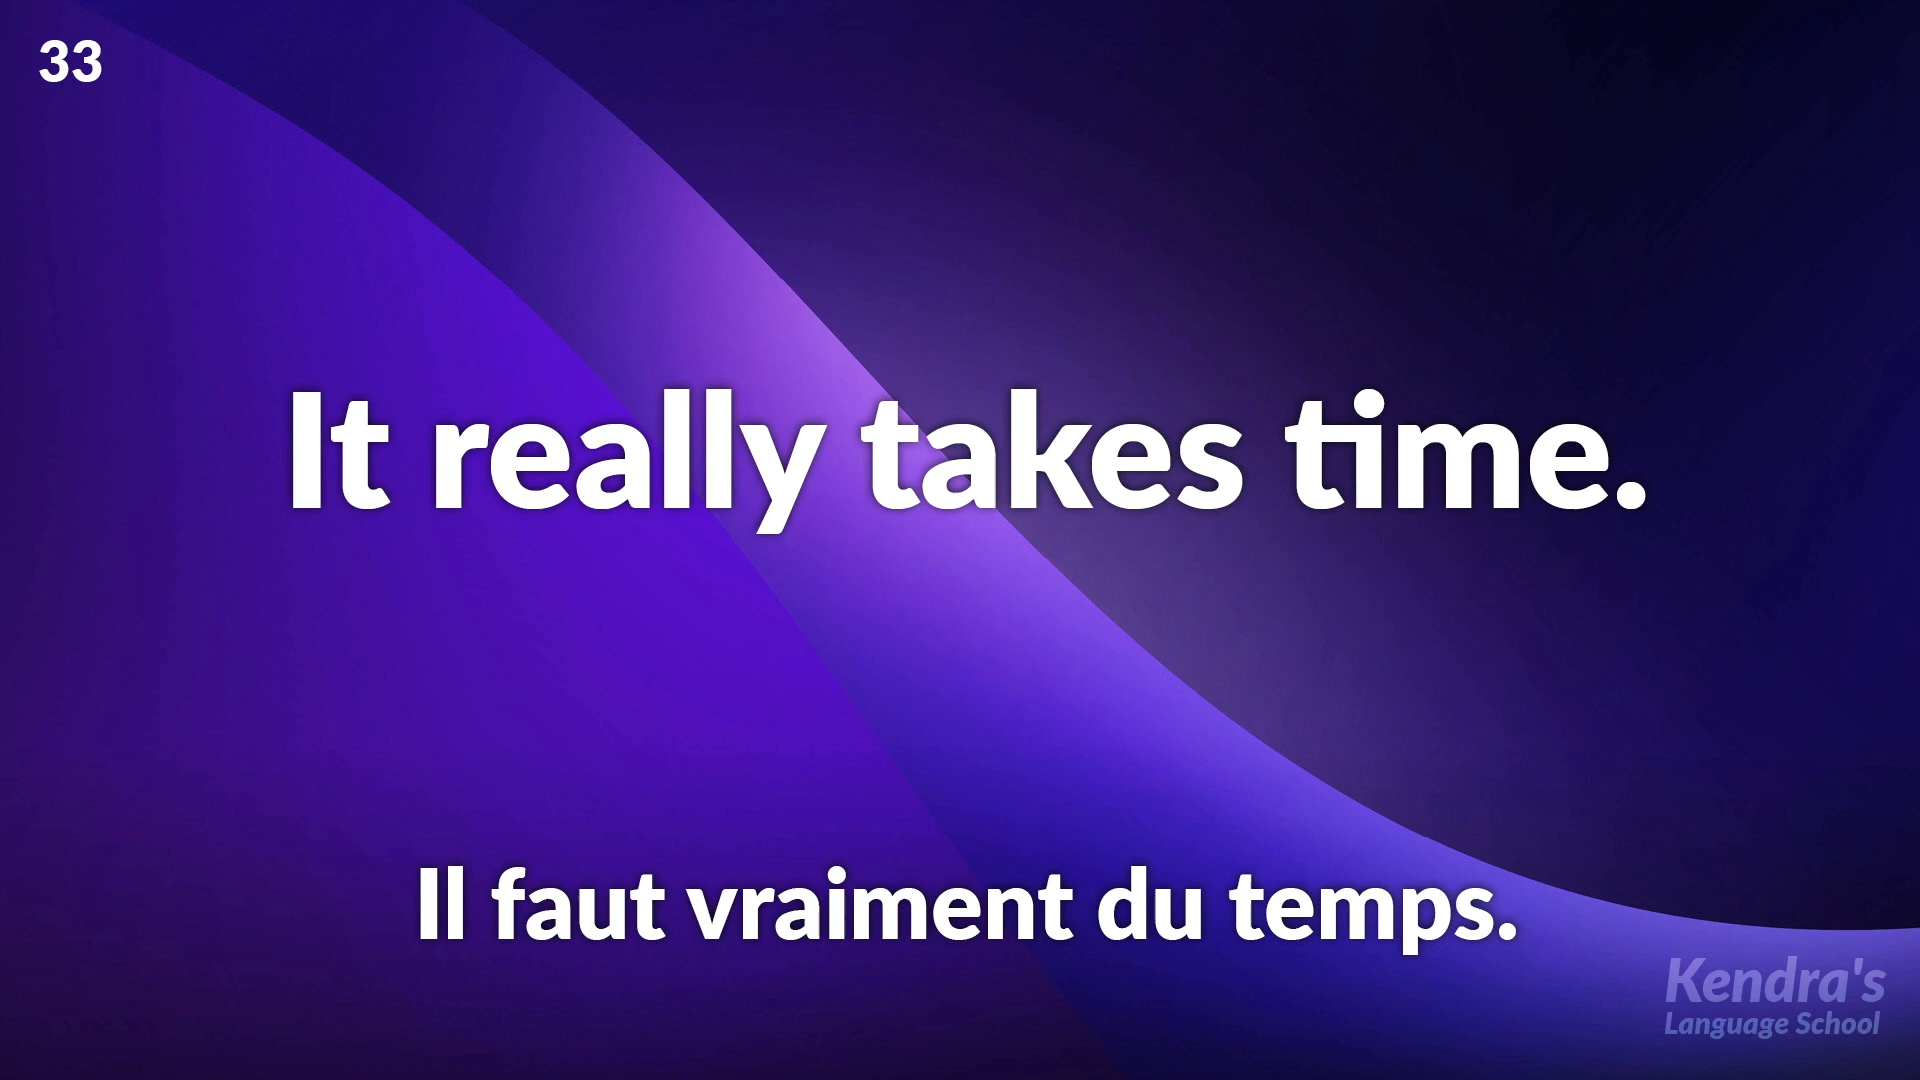 33
It really takes time.
Il faut vraiment du temps.
Kendra's
Language School